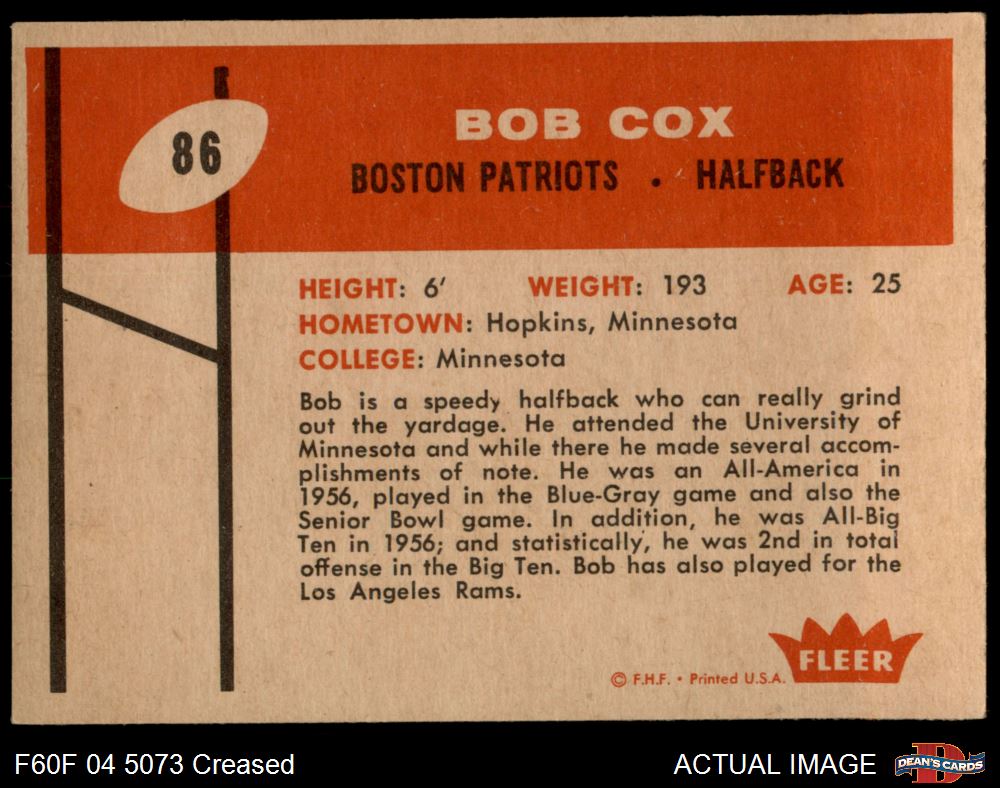 86
BOB COX
BOSTON PATRIOTS . HALFBACK
HEIGHT: 6′ WEIGHT: 193 AGE: 25
HOMETOWN: Hopkins, Minnesota
COLLEGE: Minnesota
Bob is a speedy halfback who can really grind
out the yardage. He attended the University of
Minnesota and while there he made several accom-
plishments of note. He was an All-America in
1956, played in the Blue-Gray game and also the
Senior Bowl game. In addition, he was All-Big
Ten in 1956; and statistically, he was 2nd in total
offense in the Big Ten. Bob has also played for the
Los Angeles Rams.
FLEER
© F.H.F. • Printed U.S.A.
F60F 04 5073 Creased
ACTUAL IMAGE
D
DEAN'S CARDS